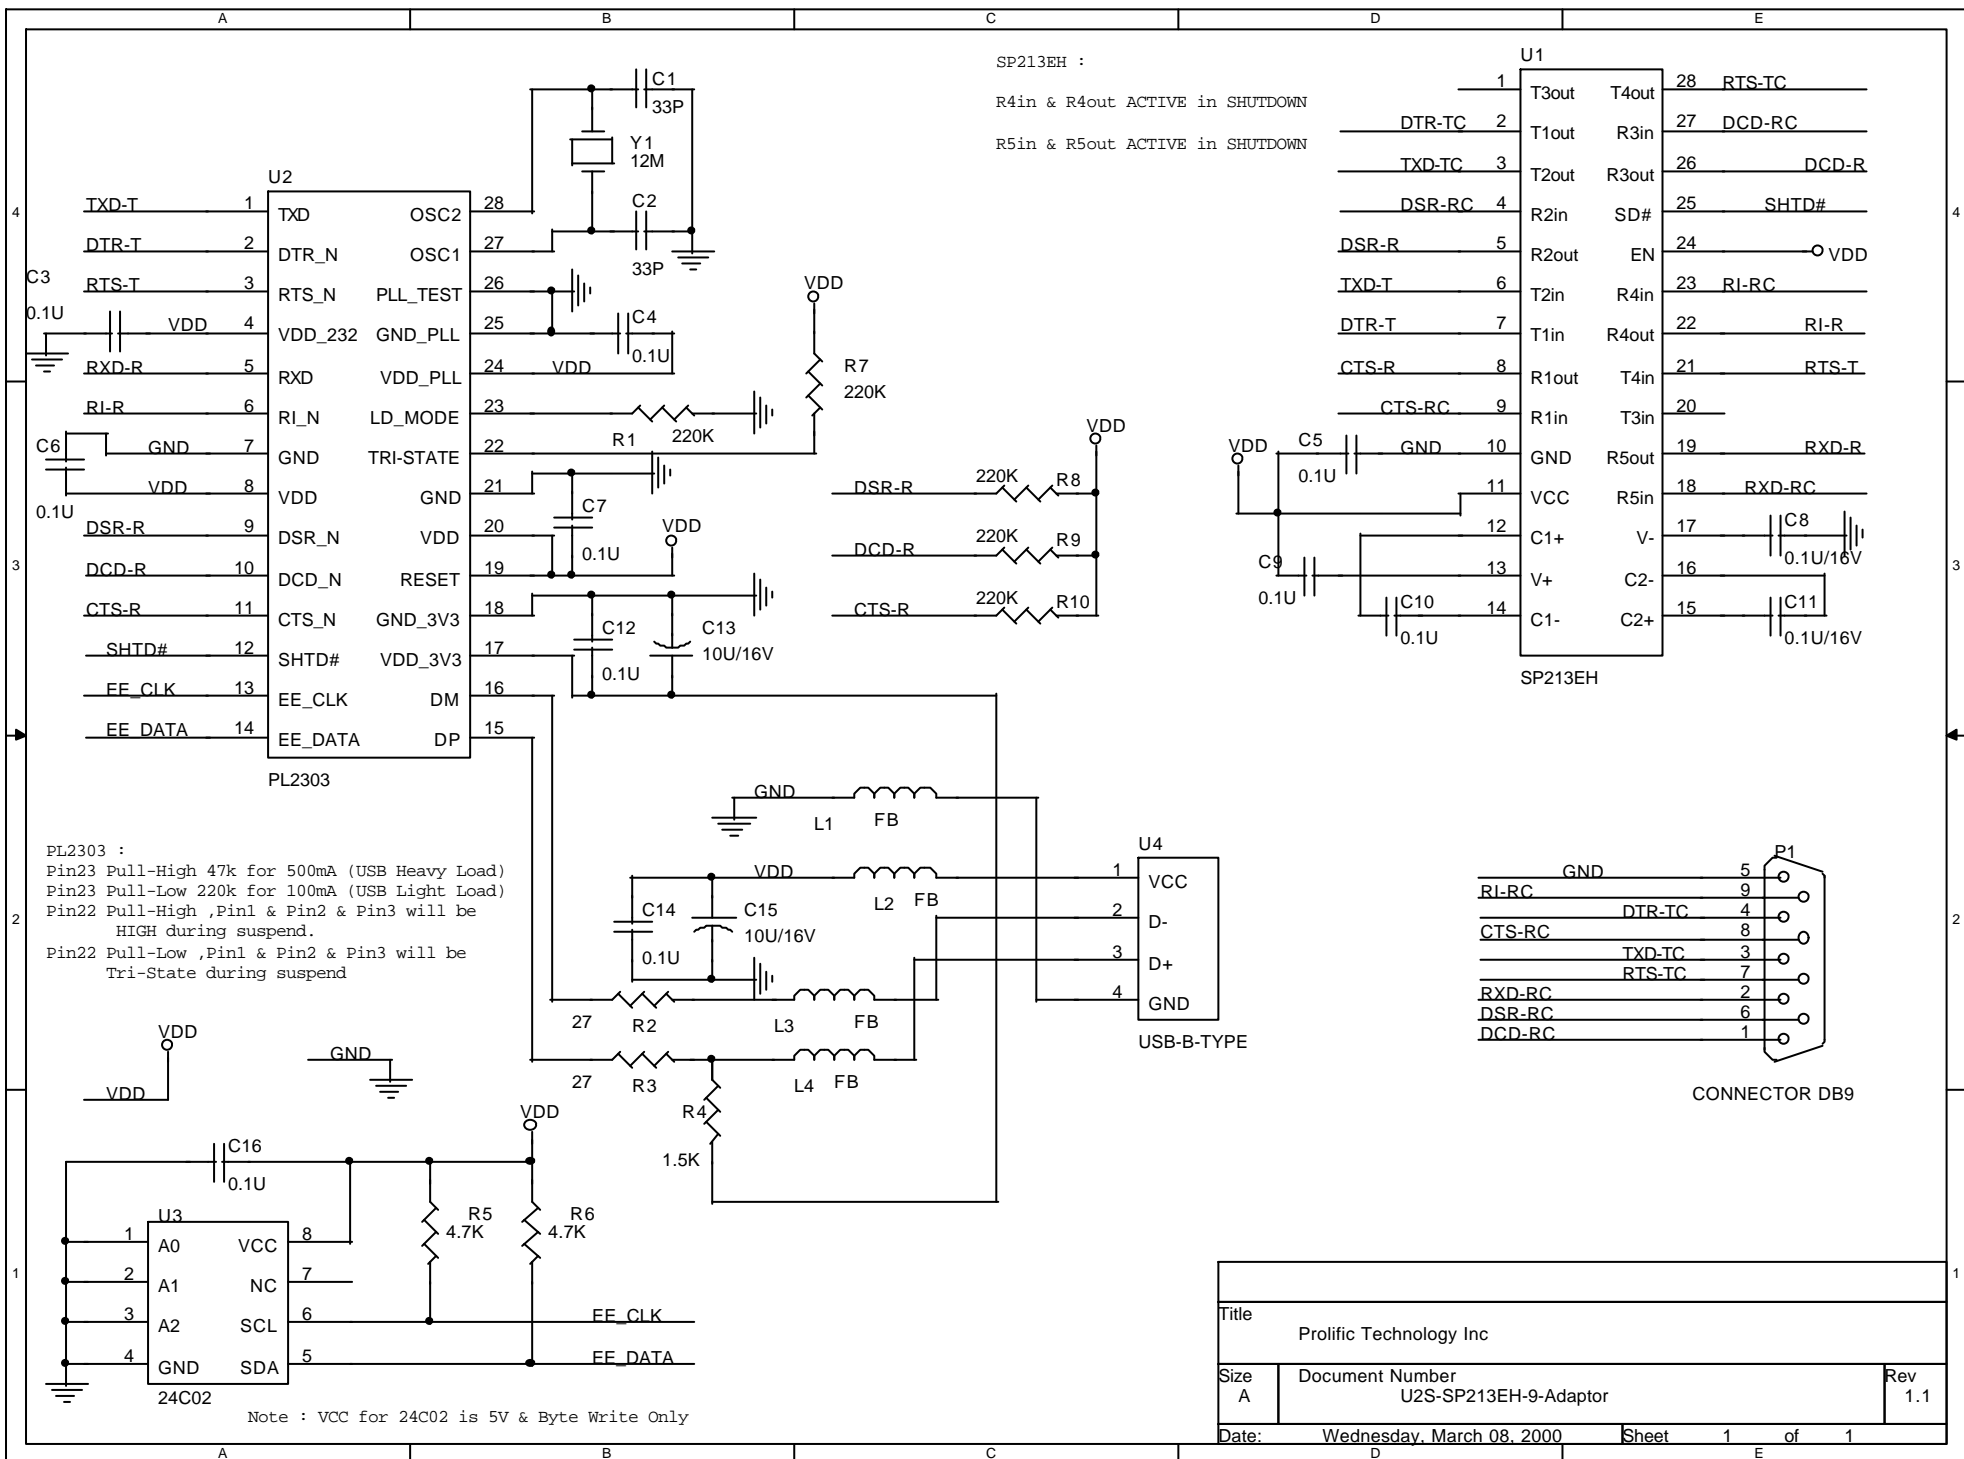 A B C D E
4
3
2
1
SP213EH :
R4in & R4out ACTIVE in SHUTDOWN
R5in & R5out ACTIVE in SHUTDOWN
U2
TXD-T 1 TXD
DTR-T 2 DTR_N
RTS-T 3 RTS_N
C3
0.1U
VDD 4 VDD_232
RXD-R 5 RXD
RI-R 6 RI_N
C6
0.1U
GND 7 GND
VDD 8 VDD
DSR-R 9 DSR_N
DCD-R 10 DCD_N
CTS-R 11 CTS_N
SHTD# 12 SHTD#
EE_CLK 13 EE_CLK
EE_DATA 14 EE_DATA
OSC2 28
OSC1 27
PLL_TEST 26
GND_PLL 25
VDD_PLL 24 VDD
LD_MODE 23
TRI-STATE 22
GND 21
VDD 20
RESET 19
GND_3V3 18
VDD_3V3 17
DM 16
DP 15
PL2303
C1
33P
Y1
12M
C2
33P
C4
0.1U
R1 220K
VDD
R7
220K
C7
0.1U
VDD
C12
0.1U
C13
10U/16V
VDD
DSR-R 220K R8
DCD-R 220K R9
CTS-R 220K R10
U1
1 T3out
DTR-TC 2 T1out
TXD-TC 3 T2out
DSR-RC 4 R2in
DSR-R 5 R2out
TXD-T 6 T2in
DTR-T 7 T1in
CTS-R 8 R1out
CTS-RC 9 R1in
VDD C5 0.1U GND 10 GND
11 VCC
12 C1+
C9 0.1U 13 V+
C10 0.1U 14 C1-
T4out 28 RTS-TC
R3in 27 DCD-RC
R3out 26 DCD-R
SD# 25 SHTD#
EN 24 VDD
R4in 23 RI-RC
R4out 22 RI-R
T4in 21 RTS-T
T3in 20
R5out 19 RXD-R
R5in 18 RXD-RC
V- 17 C8 0.1U/16V
C2- 16
C2+ 15 C11 0.1U/16V
SP213EH
PL2303 :
Pin23 Pull-High 47k for 500mA (USB Heavy Load)
Pin23 Pull-Low 220k for 100mA (USB Light Load)
Pin22 Pull-High ,Pin1 & Pin2 & Pin3 will be
HIGH during suspend.
Pin22 Pull-Low ,Pin1 & Pin2 & Pin3 will be
Tri-State during suspend
GND L1 FB
VDD L2 FB
C14
0.1U
C15
10U/16V
27 R2 L3 FB
27 R3 L4 FB
R4
1.5K
U4
1 VCC
2 D-
3 D+
4 GND
USB-B-TYPE
P1
GND 5
RI-RC 9
DTR-TC 4
CTS-RC 8
TXD-TC 3
RTS-TC 7
RXD-RC 2
DSR-RC 6
DCD-RC 1
CONNECTOR DB9
VDD
VDD
GND
VDD
C16
0.1U
R5
4.7K
R6
4.7K
U3
1 A0 VCC 8
2 A1 NC 7
3 A2 SCL 6 EE_CLK
4 GND SDA 5 EE_DATA
24C02
Note : VCC for 24C02 is 5V & Byte Write Only
Title
Prolific Technology Inc
Size Document Number Rev
A U2S-SP213EH-9-Adaptor 1.1
Date: Wednesday, March 08, 2000 Sheet 1 of 1
4
3
2
1
A B C D E